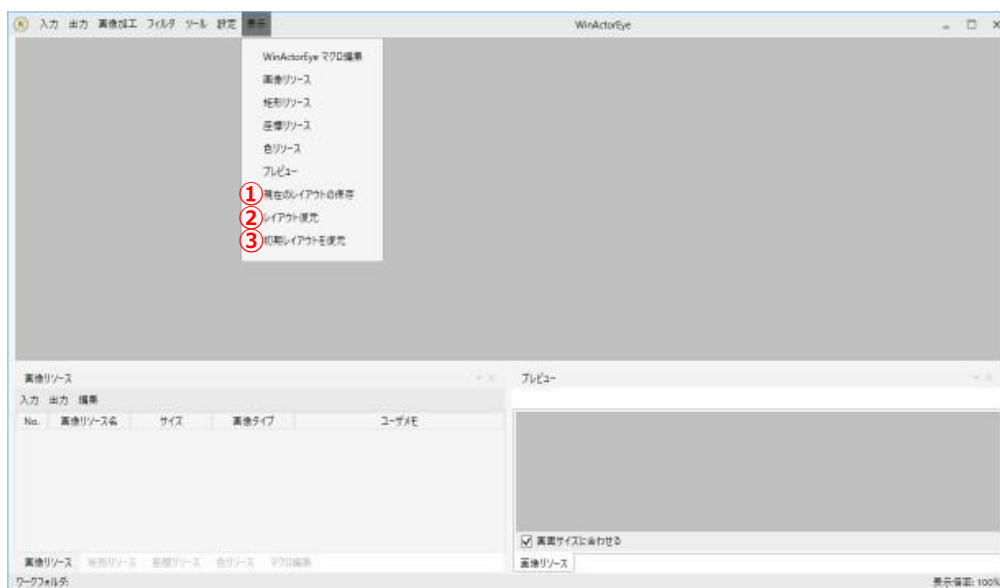 入力 出力 画像加工 フィルタ ツール 設定 表示 WinActorEye
WinActorEye マクロ編集
画像リソース
矩形リソース
座標リソース
色リソース
プレビュー
①現在のレイアウトの保存
②レイアウト復元
③初期レイアウトを復元
画像リソース
プレビュー
入力 出力 編集
No. 画像リソース名 サイズ 画像タイプ ユーザメモ
画面サイズに合わせる
画像リソース 矩形リソース 座標リソース 色リソース マクロ編集
画像リソース
ワークフォルダ: 表示倍率: 100%